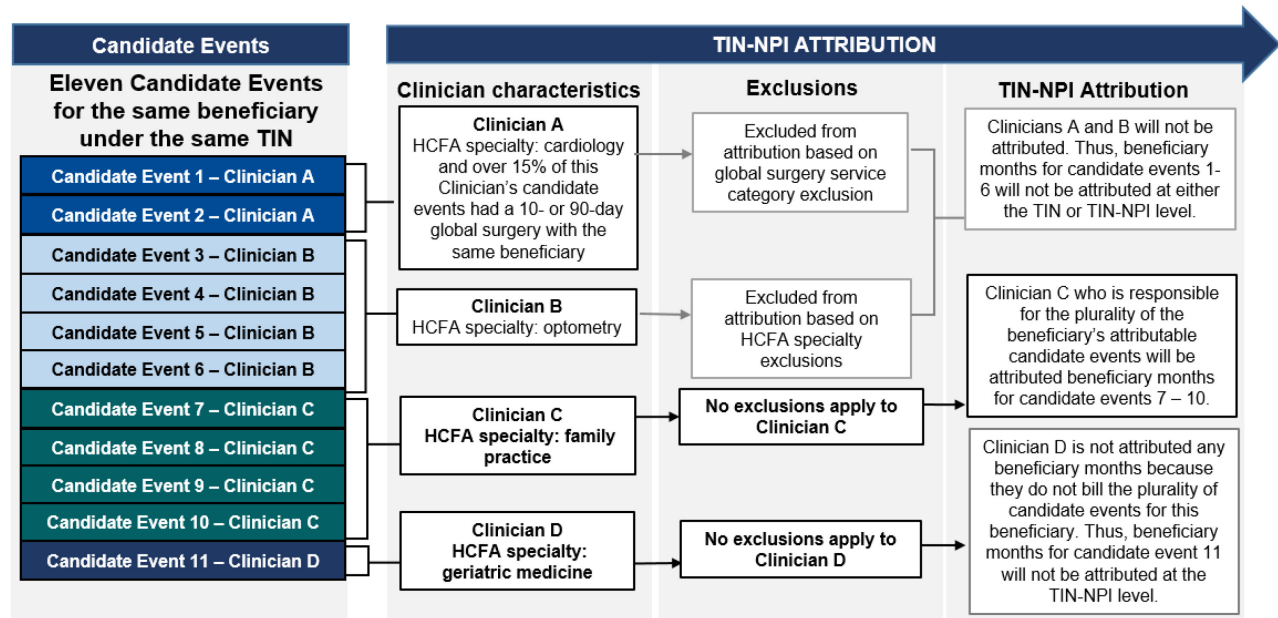 Candidate Events
TIN-NPI ATTRIBUTION
Eleven Candidate Events
for the same beneficiary
under the same TIN
Candidate Event 1 – Clinician A
Candidate Event 2 – Clinician A
Candidate Event 3 – Clinician B
Candidate Event 4 – Clinician B
Candidate Event 5 – Clinician B
Candidate Event 6 – Clinician B
Candidate Event 7 – Clinician C
Candidate Event 8 – Clinician C
Candidate Event 9 – Clinician C
Candidate Event 10 – Clinician C
Candidate Event 11 – Clinician D
Clinician characteristics
Clinician A
HCFA specialty: cardiology
and over 15% of this
Clinician's candidate
events had a 10- or 90-day
global surgery with the
same beneficiary
Clinician B
HCFA specialty: optometry
Clinician C
HCFA specialty: family
practice
Clinician D
HCFA specialty:
geriatric medicine
Exclusions
Excluded from
attribution based on
global surgery service
category exclusion
Excluded from
attribution based on
HCFA specialty
exclusions
No exclusions apply to
Clinician C
No exclusions apply to
Clinician D
TIN-NPI Attribution
Clinicians A and B will not be
attributed. Thus, beneficiary
months for candidate events 1-
6 will not be attributed at either
the TIN or TIN-NPI level.
Clinician C who is responsible
for the plurality of the
beneficiary's attributable
candidate events will be
attributed beneficiary months
for candidate events 7 – 10.
Clinician D is not attributed any
beneficiary months because
they do not bill the plurality of
candidate events for this
beneficiary. Thus, beneficiary
months for candidate event 11
will not be attributed at the
TIN-NPI level.